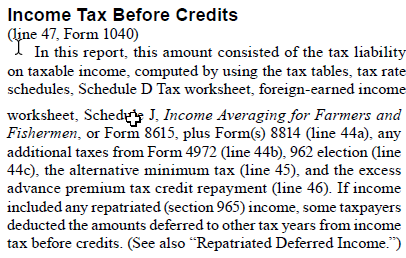 Income Tax Before Credits
(line 47, Form 1040)
In this report, this amount consisted of the tax liability
on taxable income, computed by using the tax tables, tax rate
schedules, Schedule D Tax worksheet, foreign-earned income
worksheet, Schedule J, Income Averaging for Farmers and
Fishermen, or Form 8615, plus Form(s) 8814 (line 44a), any
additional taxes from Form 4972 (line 44b), 962 election (line
44c), the alternative minimum tax (line 45), and the excess
advance premium tax credit repayment (line 46). If income
included any repatriated (section 965) income, some taxpayers
deducted the amounts deferred to other tax years from income
tax before credits. (See also “Repatriated Deferred Income.”)